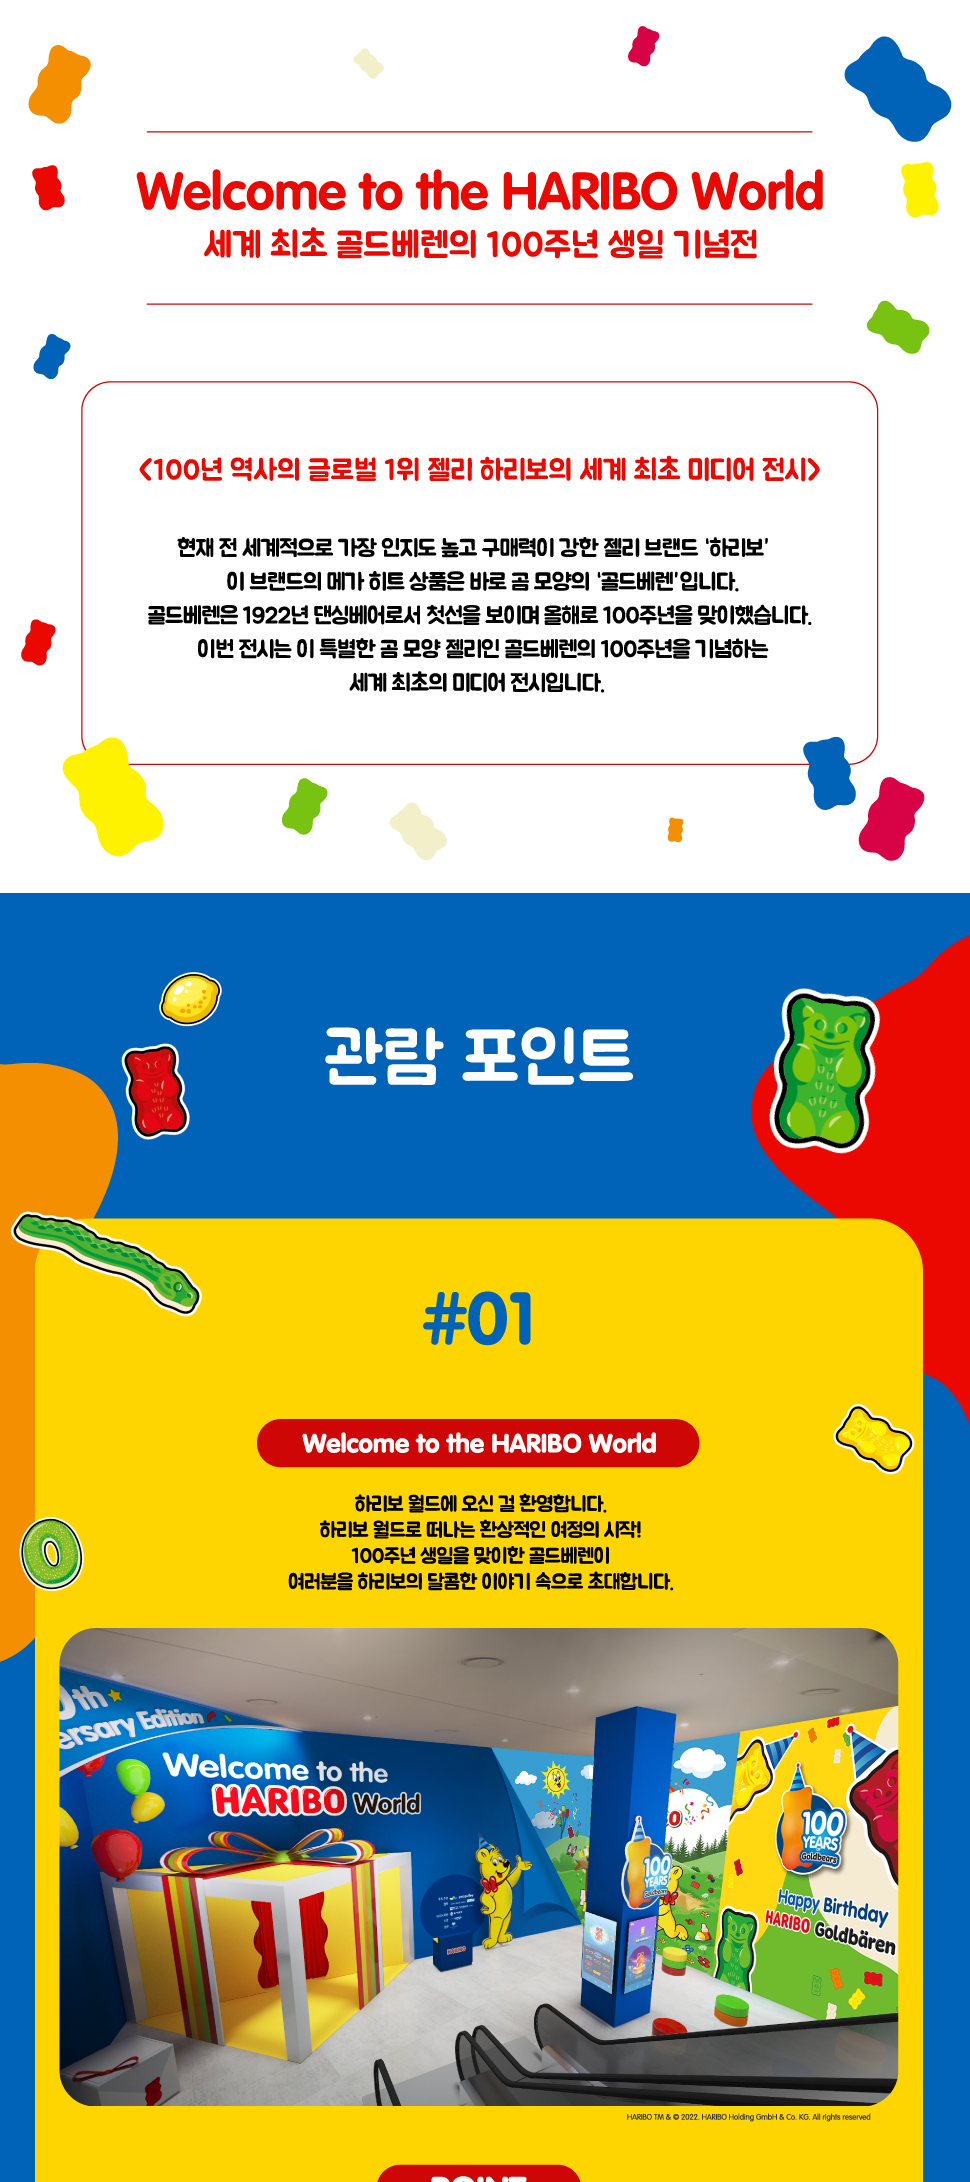 Welcome to the HARIBO World
세계 최초 골드베렌의 100주년 생일 기념전
<100년 역사의 글로벌 1위 젤리 하리보의 세계 최초 미디어 전시>
현재 전 세계적으로 가장 인지도 높고 구매력이 강한 젤리 브랜드 ‘하리보’
이 브랜드의 메가 히트 상품은 바로 곰 모양의 ‘골드베렌’입니다.
골드베렌은 1922년 댄싱베어로서 첫선을 보이며 올해로 100주년을 맞이했습니다.
이번 전시는 이 특별한 곰 모양 젤리인 골드베렌의 100주년을 기념하는
세계 최초의 미디어 전시입니다.
관람 포인트
#01
Welcome to the HARIBO World
하리보 월드에 오신 걸 환영합니다.
하리보 월드로 떠나는 환상적인 여정의 시작!
100주년 생일을 맞이한 골드베렌이
여러분을 하리보의 달콤한 이야기 속으로 초대합니다.
0th
ersary Edition
Welcome to the
HARIBO World
100
YEARS
Goldbears
100
YEARS
Goldbears
Happy Birthday
HARIBO Goldbären
HARIBO
HARIBO TM & © 2022. HARIBO Holding GmbH & Co. KG. All rights reserved
POINT